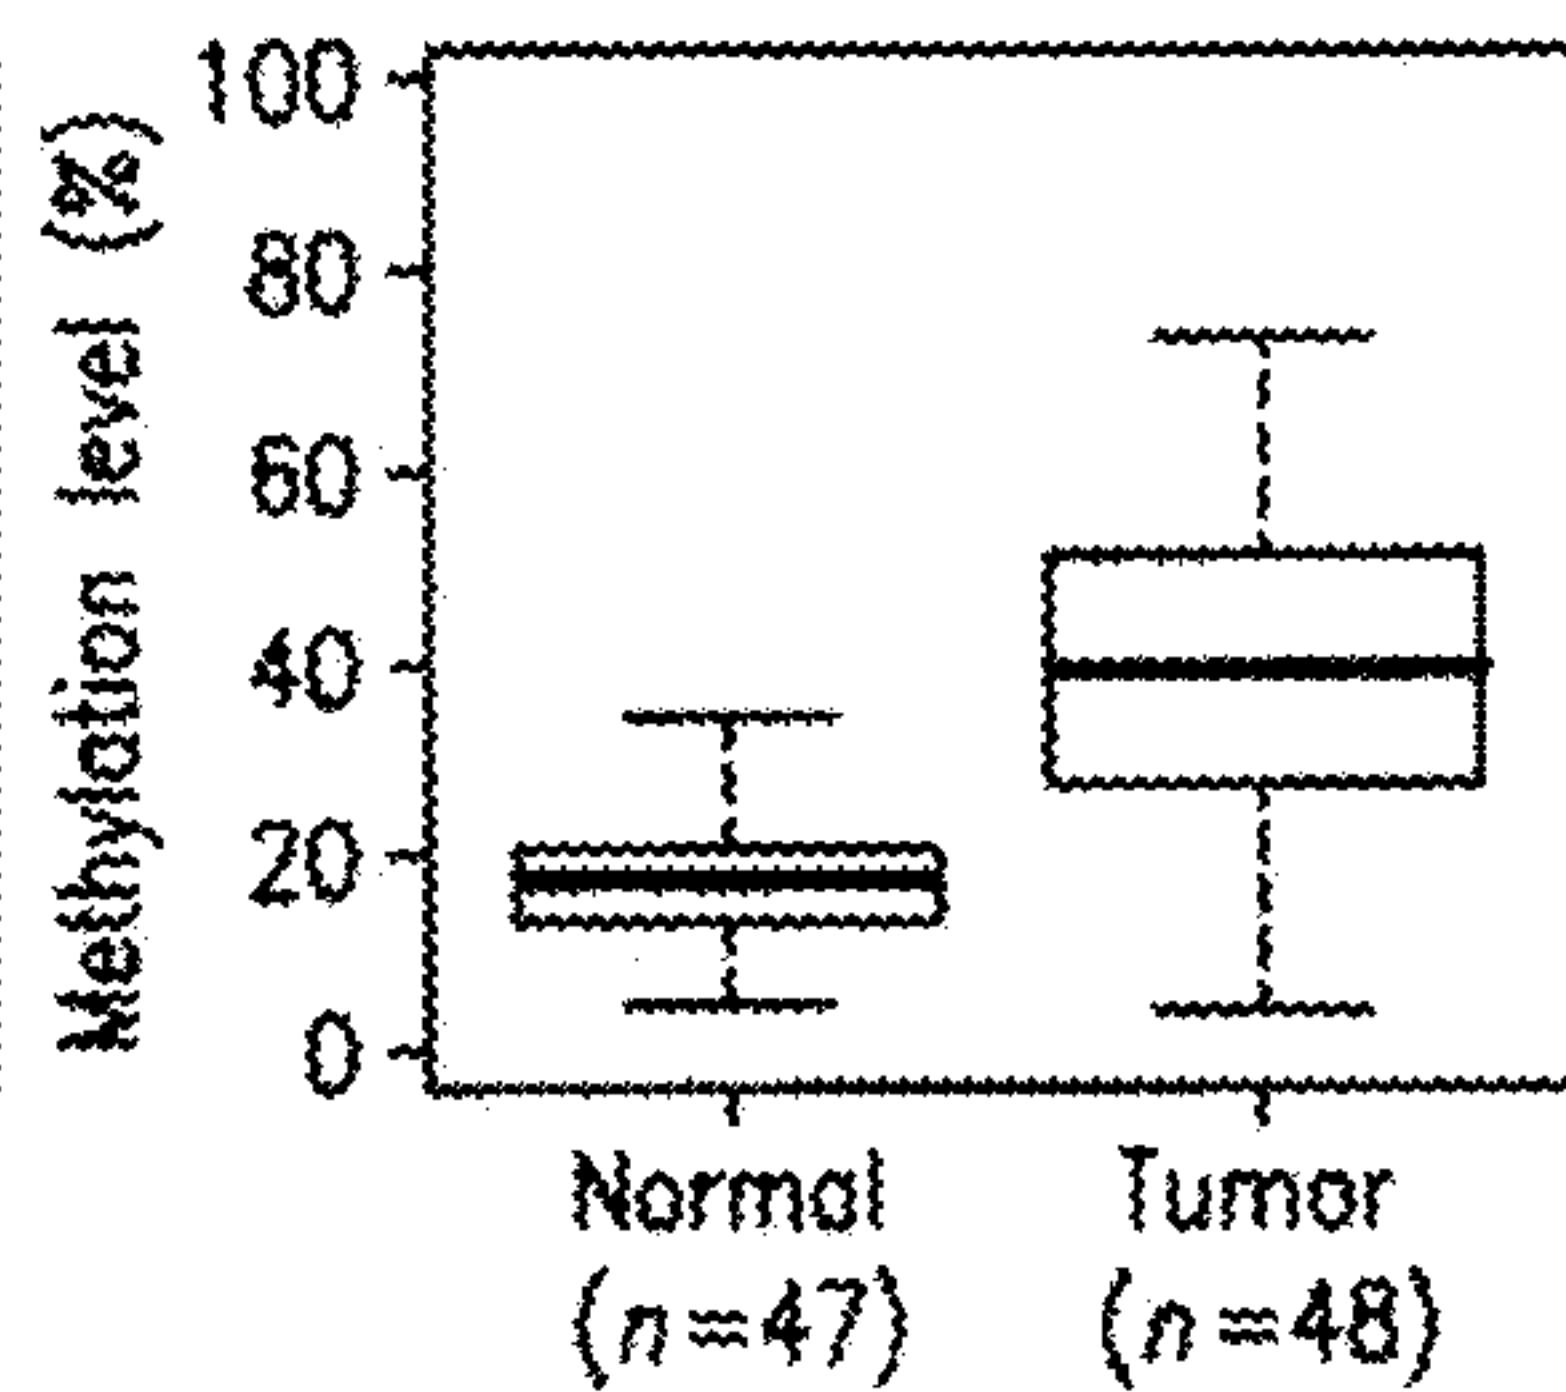 Methylation level (%)
100
80
60
40
20
0
Normal
(n=47)
Tumor
(n=48)